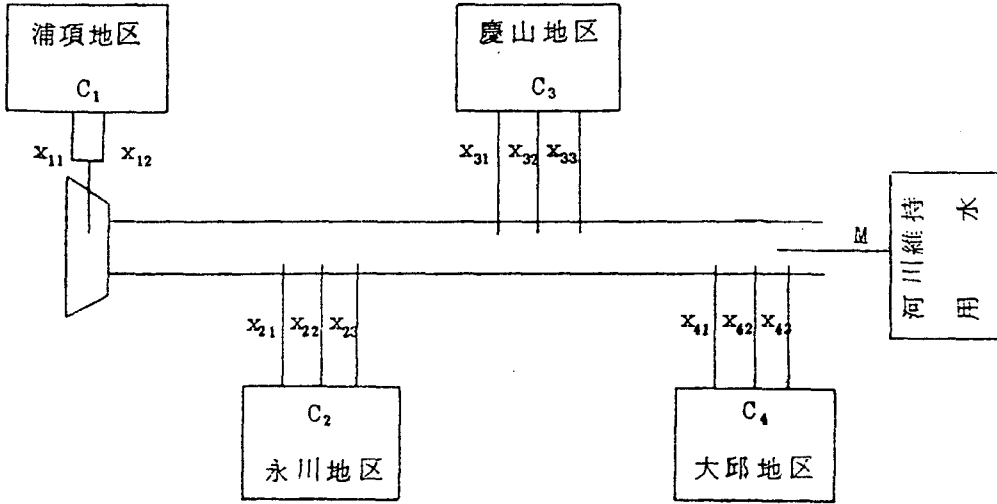 浦項地区
C₁
慶山地区
C₃
x₁₁ x₁₂
x₃₁ x₃₂ x₃₃
M
河川維持
用水
x₂₁ x₂₂ x₂₃
x₄₁ x₄₂ x₄₃
C₂
永川地区
C₄
大邱地区